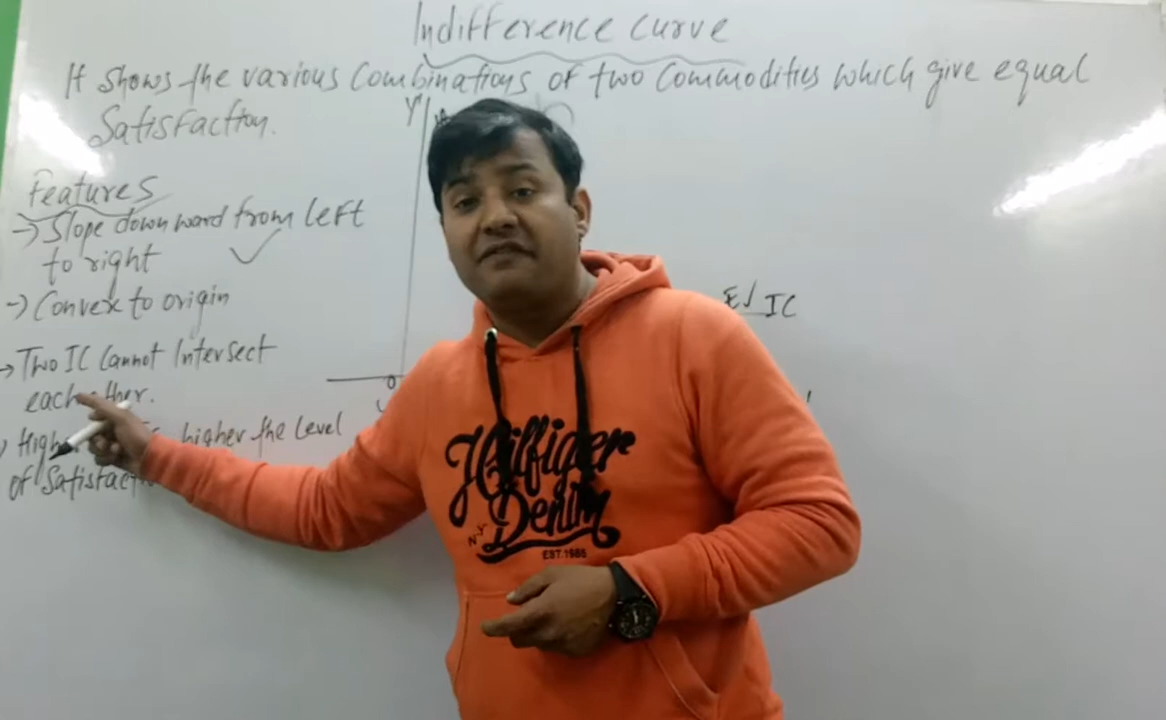 Indifference Curve
It shows the various Combinations of two Commodities which give equal
Satisfaction.
Y
Features
→ Slope downward from left
to right
→ Convex to origin
→ Two IC Cannot Intersect
each other.
higher the Level
of Satisfact
0
IC
Hilfiger
Denim
N.Y.
EST.1985